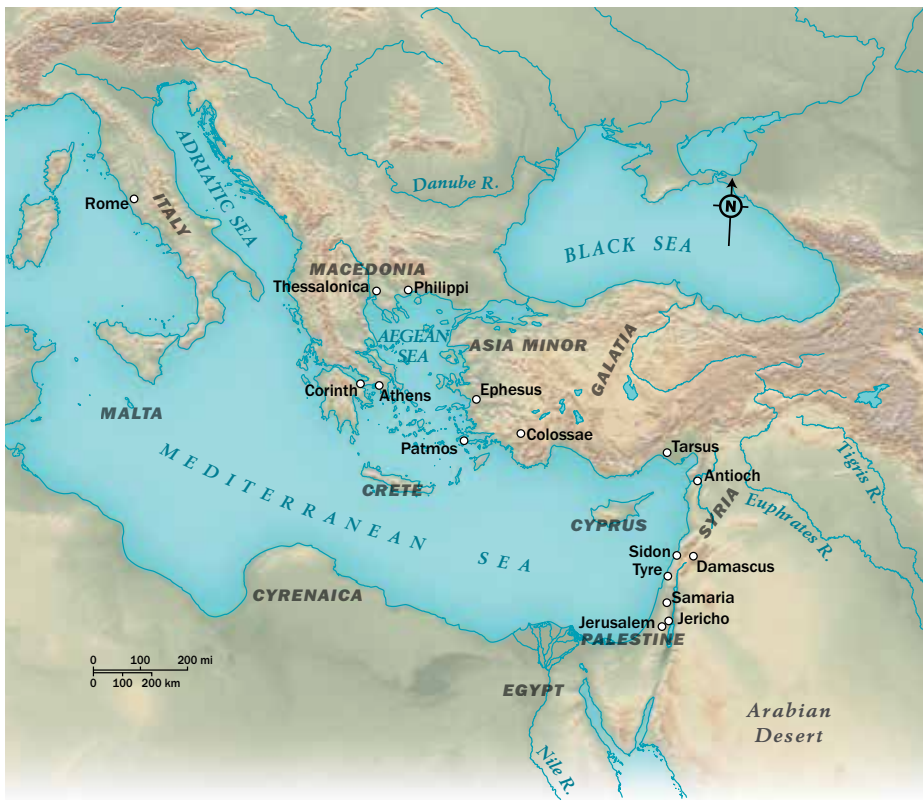 ADRIATIC SEA
Danube R.
Rome
ITALY
N
BLACK SEA
MACEDONIA
Thessalonica
Philippi
AEGEAN
SEA
ASIA MINOR
GALATIA
Corinth
Athens
Ephesus
MALTA
Colossae
Patmos
Tarsus
MEDITERRANEAN SEA
Antioch
Tigris R.
CRETE
Euphrates R.
SYRIA
CYPRUS
Sidon
Damascus
Tyre
CYRENAICA
Samaria
Jericho
Jerusalem
PALESTINE
0 100 200 mi
0 100 200 km
EGYPT
Arabian
Desert
Nile R.